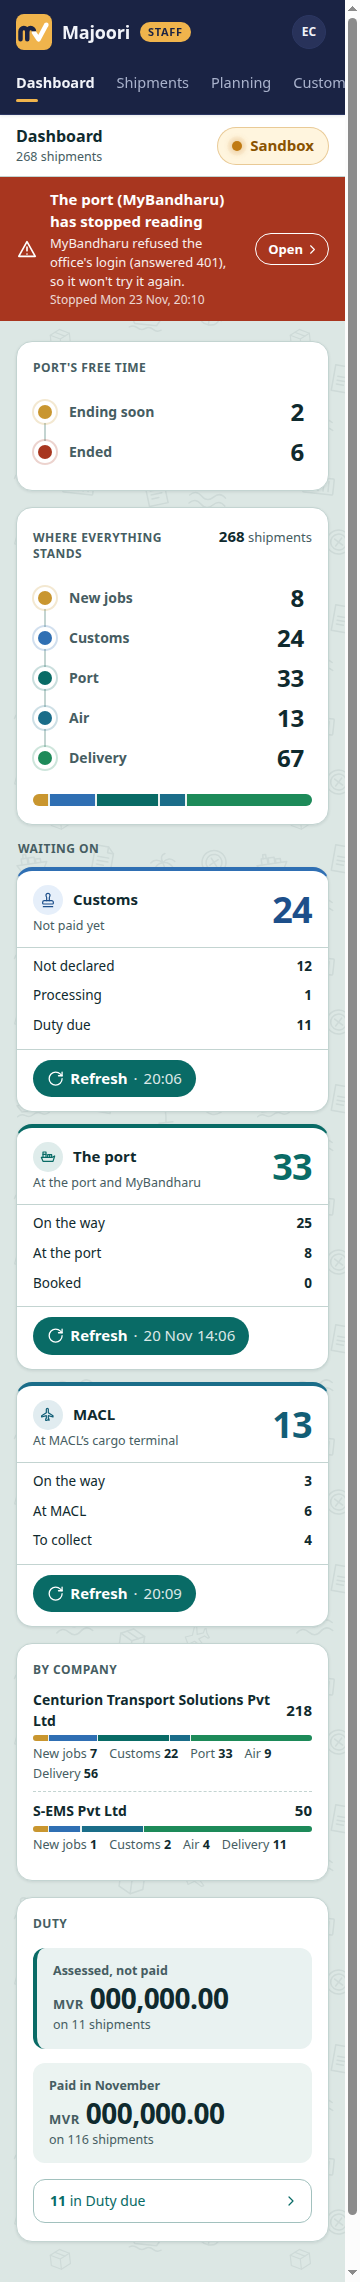 Majoori STAFF EC
Dashboard Shipments Planning Custom
Dashboard
268 shipments
Sandbox
The port (MyBandharu)
has stopped reading
MyBandharu refused the
office's login (answered 401),
so it won't try it again.
Stopped Mon 23 Nov, 20:10
Open
PORT'S FREE TIME
Ending soon 2
Ended 6
WHERE EVERYTHING
STANDS
268 shipments
New jobs 8
Customs 24
Port 33
Air 13
Delivery 67
WAITING ON
Customs 24
Not paid yet
Not declared 12
Processing 1
Duty due 11
Refresh · 20:06
The port 33
At the port and MyBandharu
On the way 25
At the port 8
Booked 0
Refresh · 20 Nov 14:06
MACL 13
At MACL's cargo terminal
On the way 3
At MACL 6
To collect 4
Refresh · 20:09
BY COMPANY
Centurion Transport Solutions Pvt
Ltd
218
New jobs 7 Customs 22 Port 33 Air 9
Delivery 56
S-EMS Pvt Ltd 50
New jobs 1 Customs 2 Air 4 Delivery 11
DUTY
Assessed, not paid
MVR 000,000.00
on 11 shipments
Paid in November
MVR 000,000.00
on 116 shipments
11 in Duty due